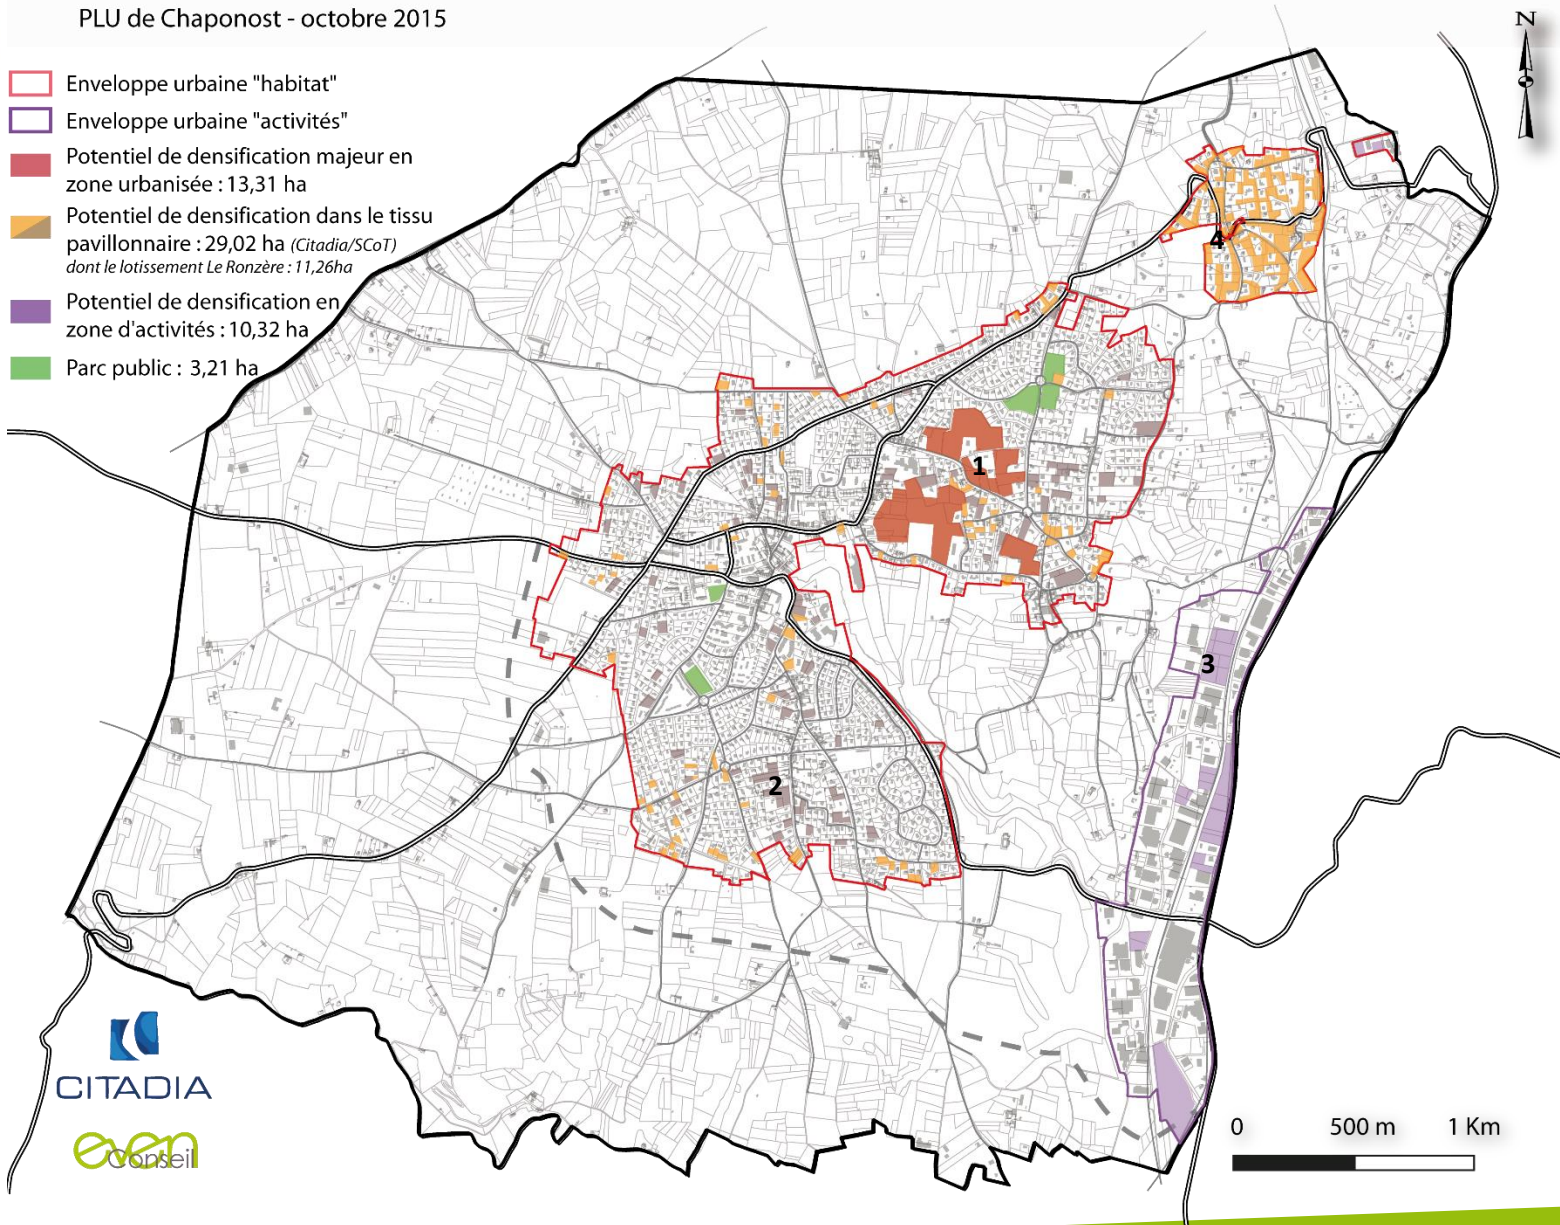 PLU de Chaponost - octobre 2015
N
Enveloppe urbaine "habitat"
Enveloppe urbaine "activités"
Potentiel de densification majeur en
zone urbanisée : 13,31 ha
Potentiel de densification dans le tissu
pavillonnaire : 29,02 ha (Citadia/SCoT)
dont le lotissement Le Ronzère : 11,26ha
Potentiel de densification en
zone d'activités : 10,32 ha
Parc public : 3,21 ha
4
1
3
2
CITADIA
even
Conseil
0 500 m 1 Km